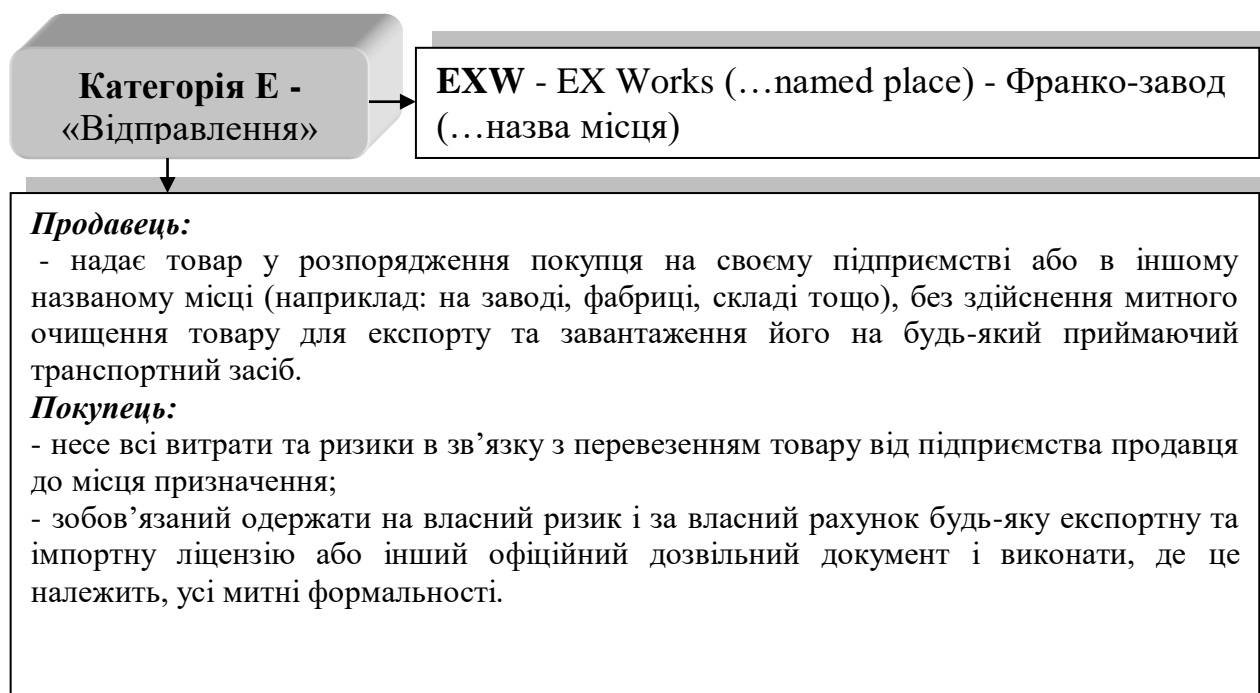 Категорія Е -
«Відправлення»
EXW - EX Works (…named place) - Франко-завод
(…назва місця)
Продавець:
- надає товар у розпорядження покупця на своєму підприємстві або в іншому
названому місці (наприклад: на заводі, фабриці, складі тощо), без здійснення митного
очищення товару для експорту та завантаження його на будь-який приймаючий
транспортний засіб.
Покупець:
- несе всі витрати та ризики в зв’язку з перевезенням товару від підприємства продавця
до місця призначення;
- зобов’язаний одержати на власний ризик і за власний рахунок будь-яку експортну та
імпортну ліцензію або інший офіційний дозвільний документ і виконати, де це
належить, усі митні формальності.